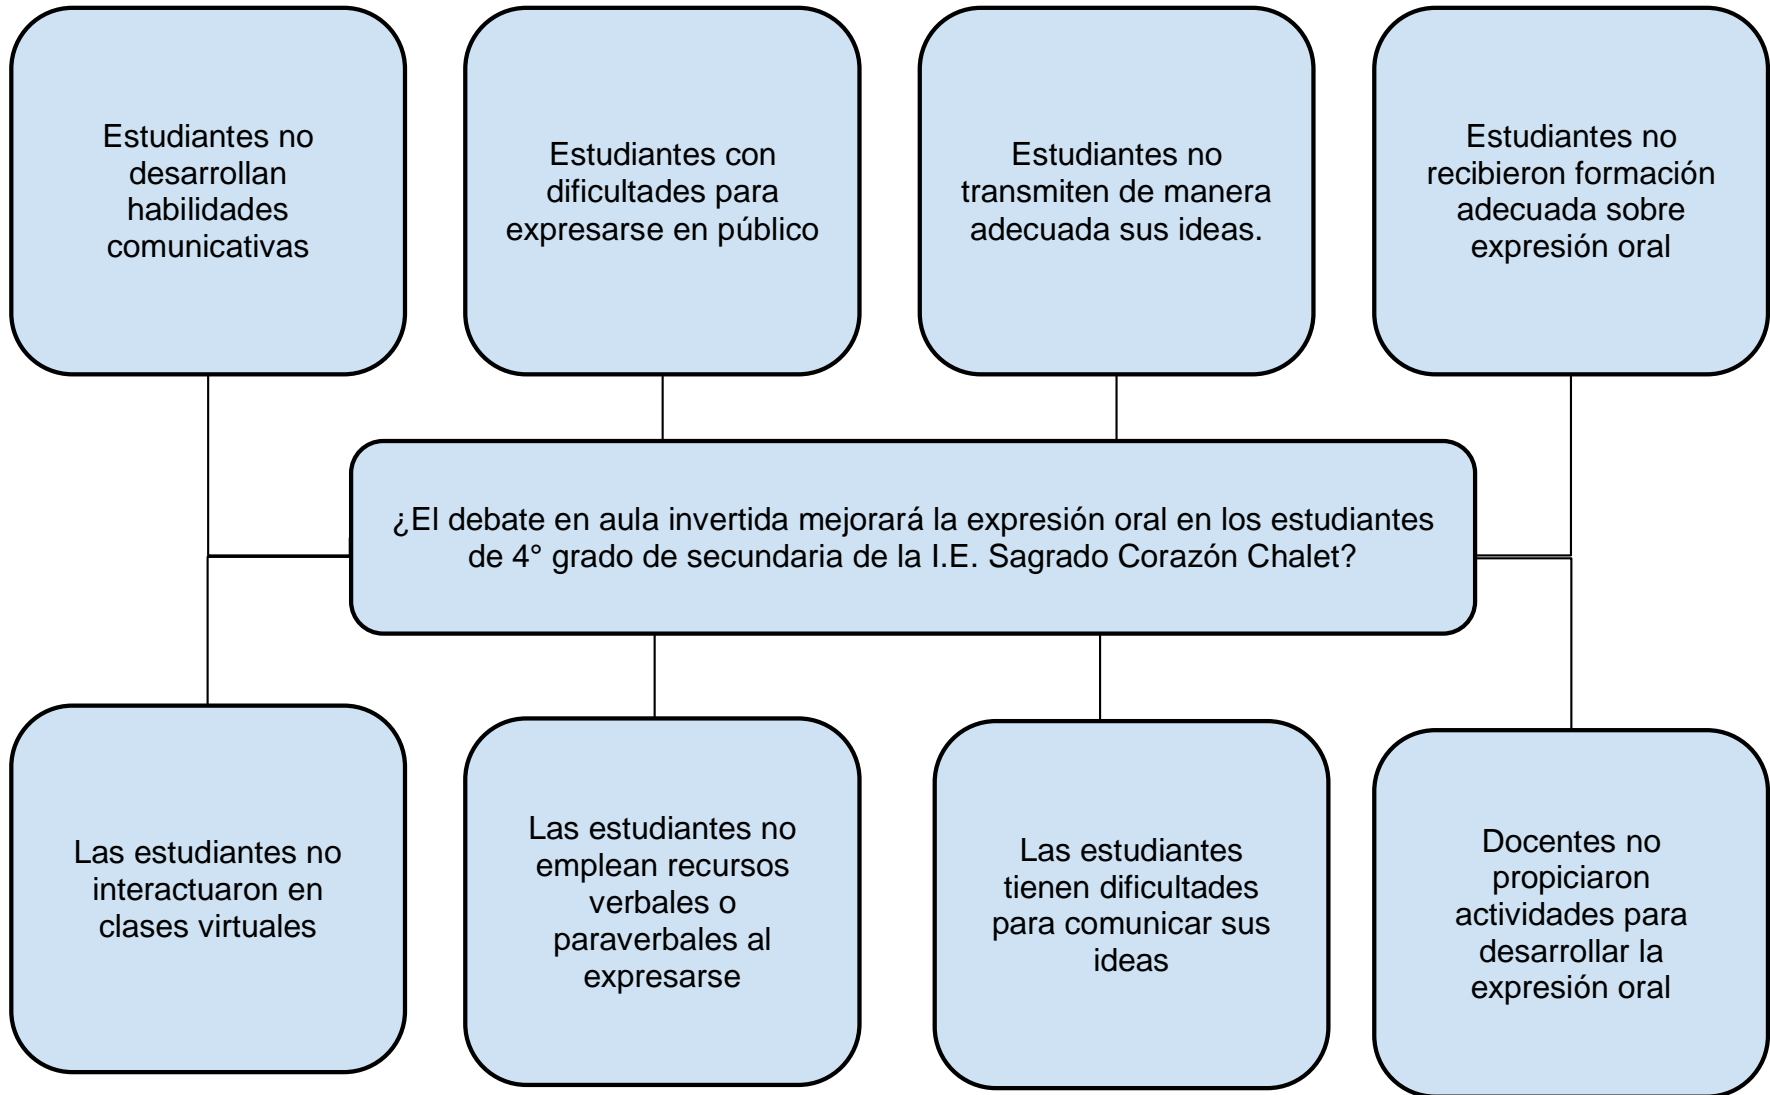 Estudiantes no
desarrollan
habilidades
comunicativas
Estudiantes con
dificultades para
expresarse en público
Estudiantes no
transmiten de manera
adecuada sus ideas.
Estudiantes no
recibieron formación
adecuada sobre
expresión oral
¿El debate en aula invertida mejorará la expresión oral en los estudiantes
de 4° grado de secundaria de la I.E. Sagrado Corazón Chalet?
Las estudiantes no
interactuaron en
clases virtuales
Las estudiantes no
emplean recursos
verbales o
paraverbales al
expresarse
Las estudiantes
tienen dificultades
para comunicar sus
ideas
Docentes no
propiciaron
actividades para
desarrollar la
expresión oral